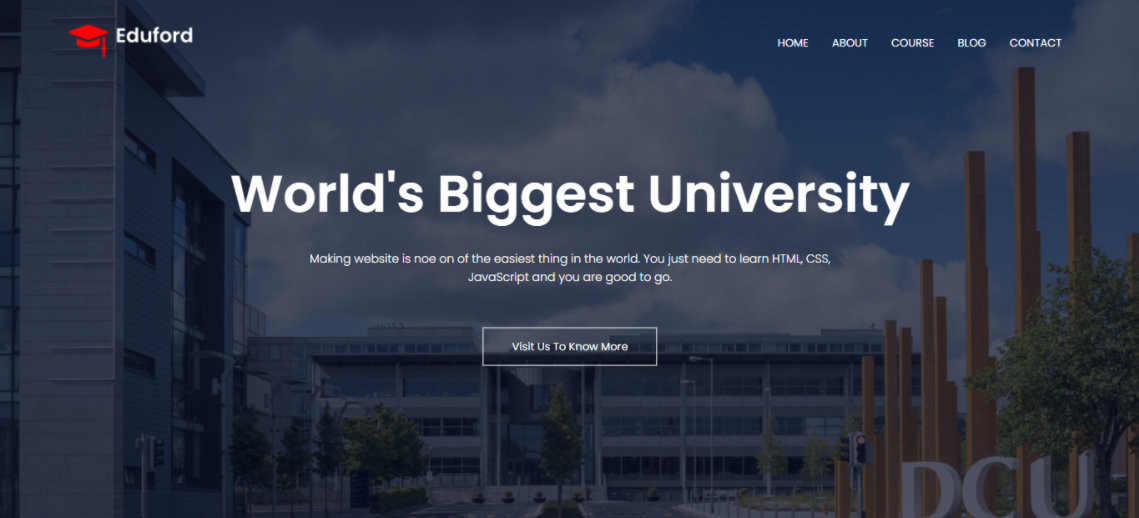 Eduford
HOME ABOUT COURSE BLOG CONTACT
World's Biggest University
Making website is noe on of the easiest thing in the world. You just need to learn HTML, CSS,
JavaScript and you are good to go.
Visit Us To Know More
DCU